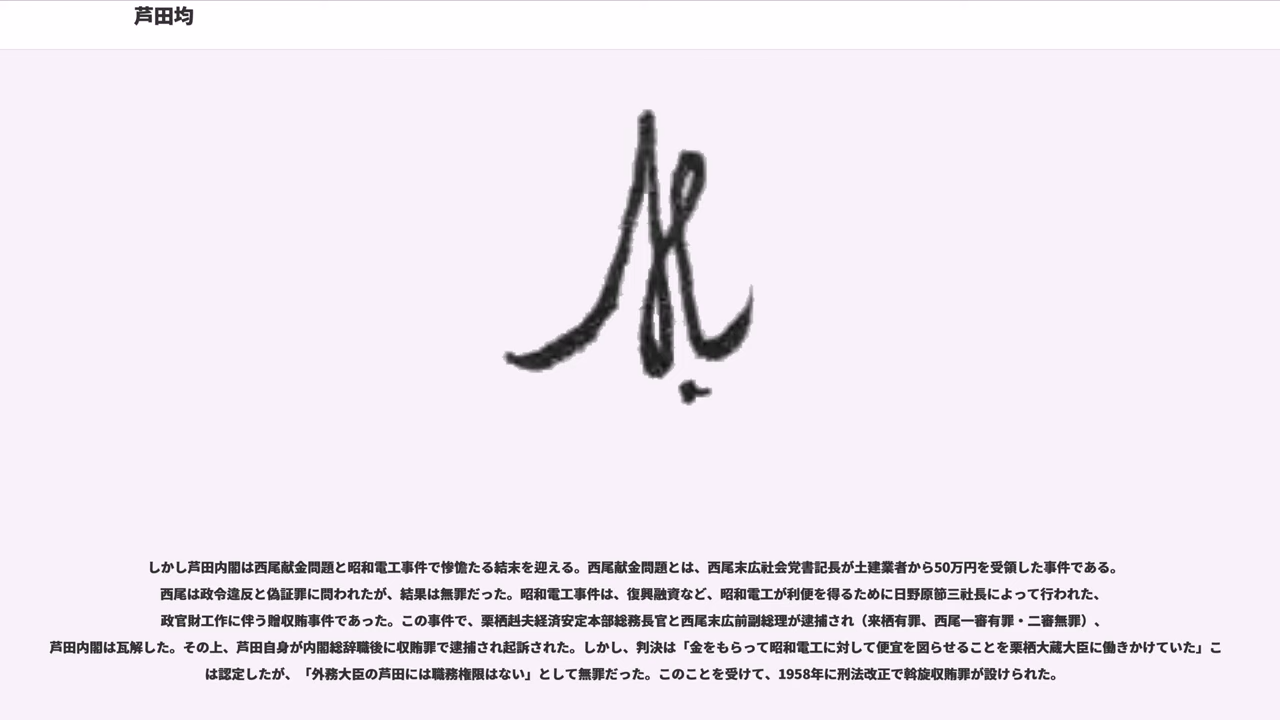 芦田均
しかし芦田内閣は西尾献金問題と昭和電工事件で惨憺たる結末を迎える。西尾献金問題とは、西尾末広社会党書記長が土建業者から50万円を受領した事件である。
西尾は政令違反と偽証罪に問われたが、結果は無罪だった。昭和電工事件は、復興融資など、昭和電工が利便を得るために日野原節三社長によって行われた、
政官財工作に伴う贈収賄事件であった。この事件で、栗栖赳夫経済安定本部総務長官と西尾末広前副総理が逮捕され（来栖有罪、西尾一審有罪・二審無罪）、
芦田内閣は瓦解した。その上、芦田自身が内閣総辞職後に収賄罪で逮捕され起訴された。しかし、判決は「金をもらって昭和電工に対して便宜を図らせることを栗栖大蔵大臣に働きかけていた」こ
は認定したが、「外務大臣の芦田には職務権限はない」として無罪だった。このことを受けて、1958年に刑法改正で斡旋収賄罪が設けられた。